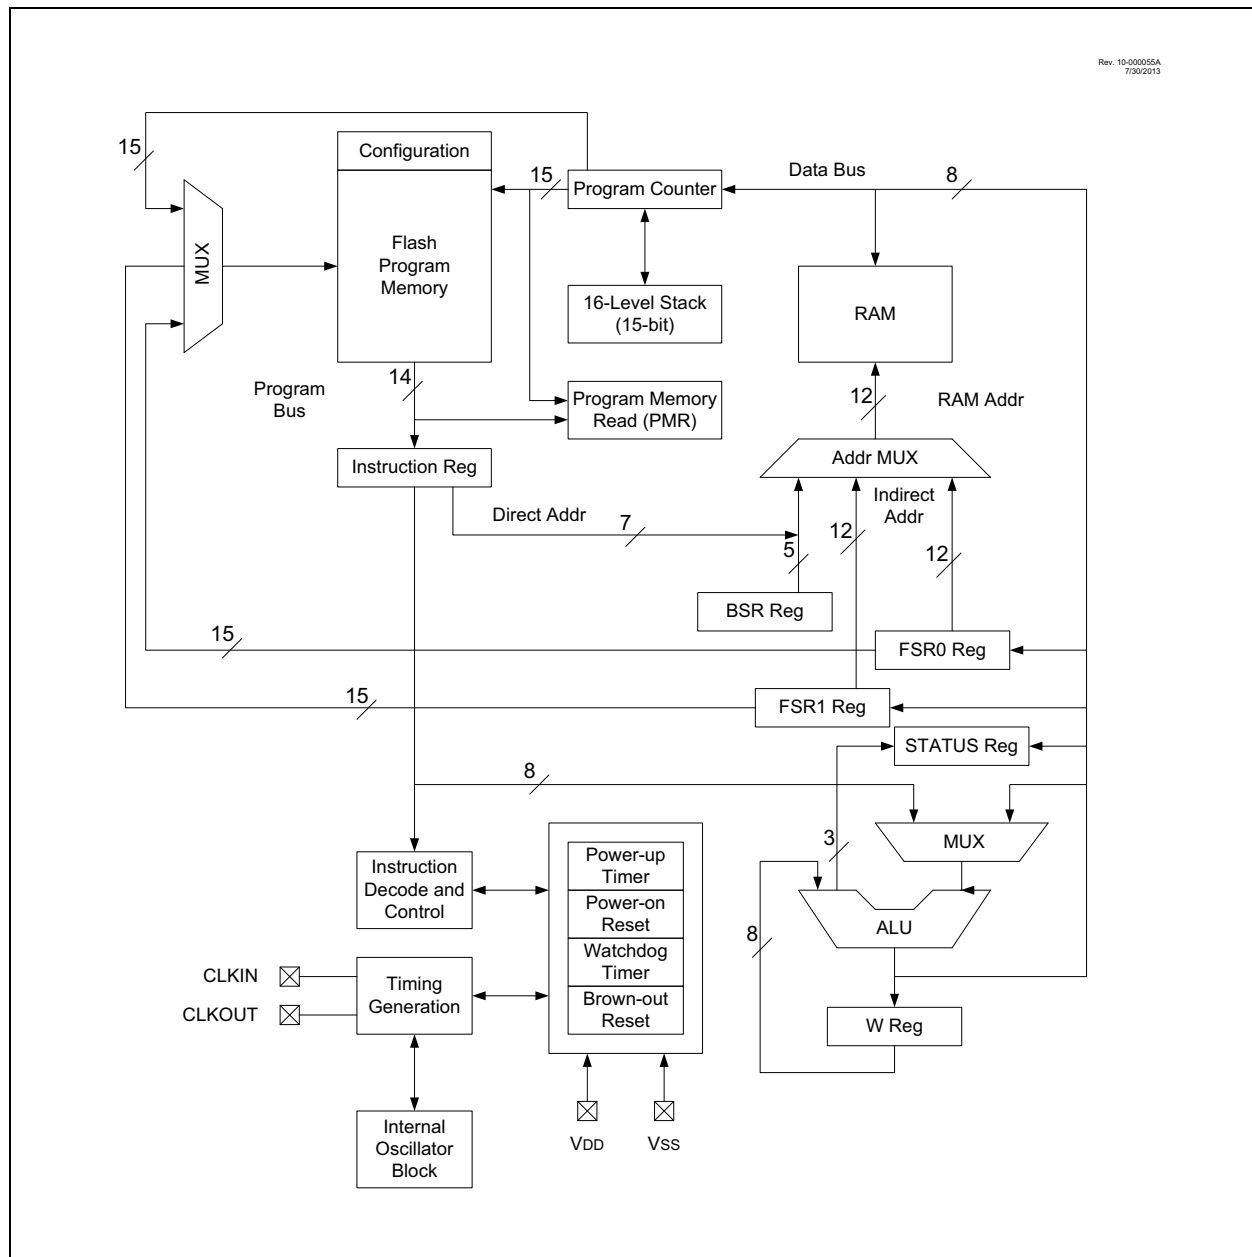 Rev. 10-000055A
7/30/2013
15
Configuration
15
Program Counter
Data Bus
8
MUX
Flash
Program
Memory
16-Level Stack
(15-bit)
RAM
Program
Bus
14
Program Memory
Read (PMR)
12
RAM Addr
Instruction Reg
Addr MUX
Direct Addr
7
Indirect
Addr
12
5
12
BSR Reg
15
FSR0 Reg
15
FSR1 Reg
STATUS Reg
8
3
MUX
Instruction
Decode and
Control
Power-up
Timer
Power-on
Reset
Watchdog
Timer
Brown-out
Reset
8
ALU
CLKIN
CLKOUT
Timing
Generation
W Reg
Internal
Oscillator
Block
VDD
VSS